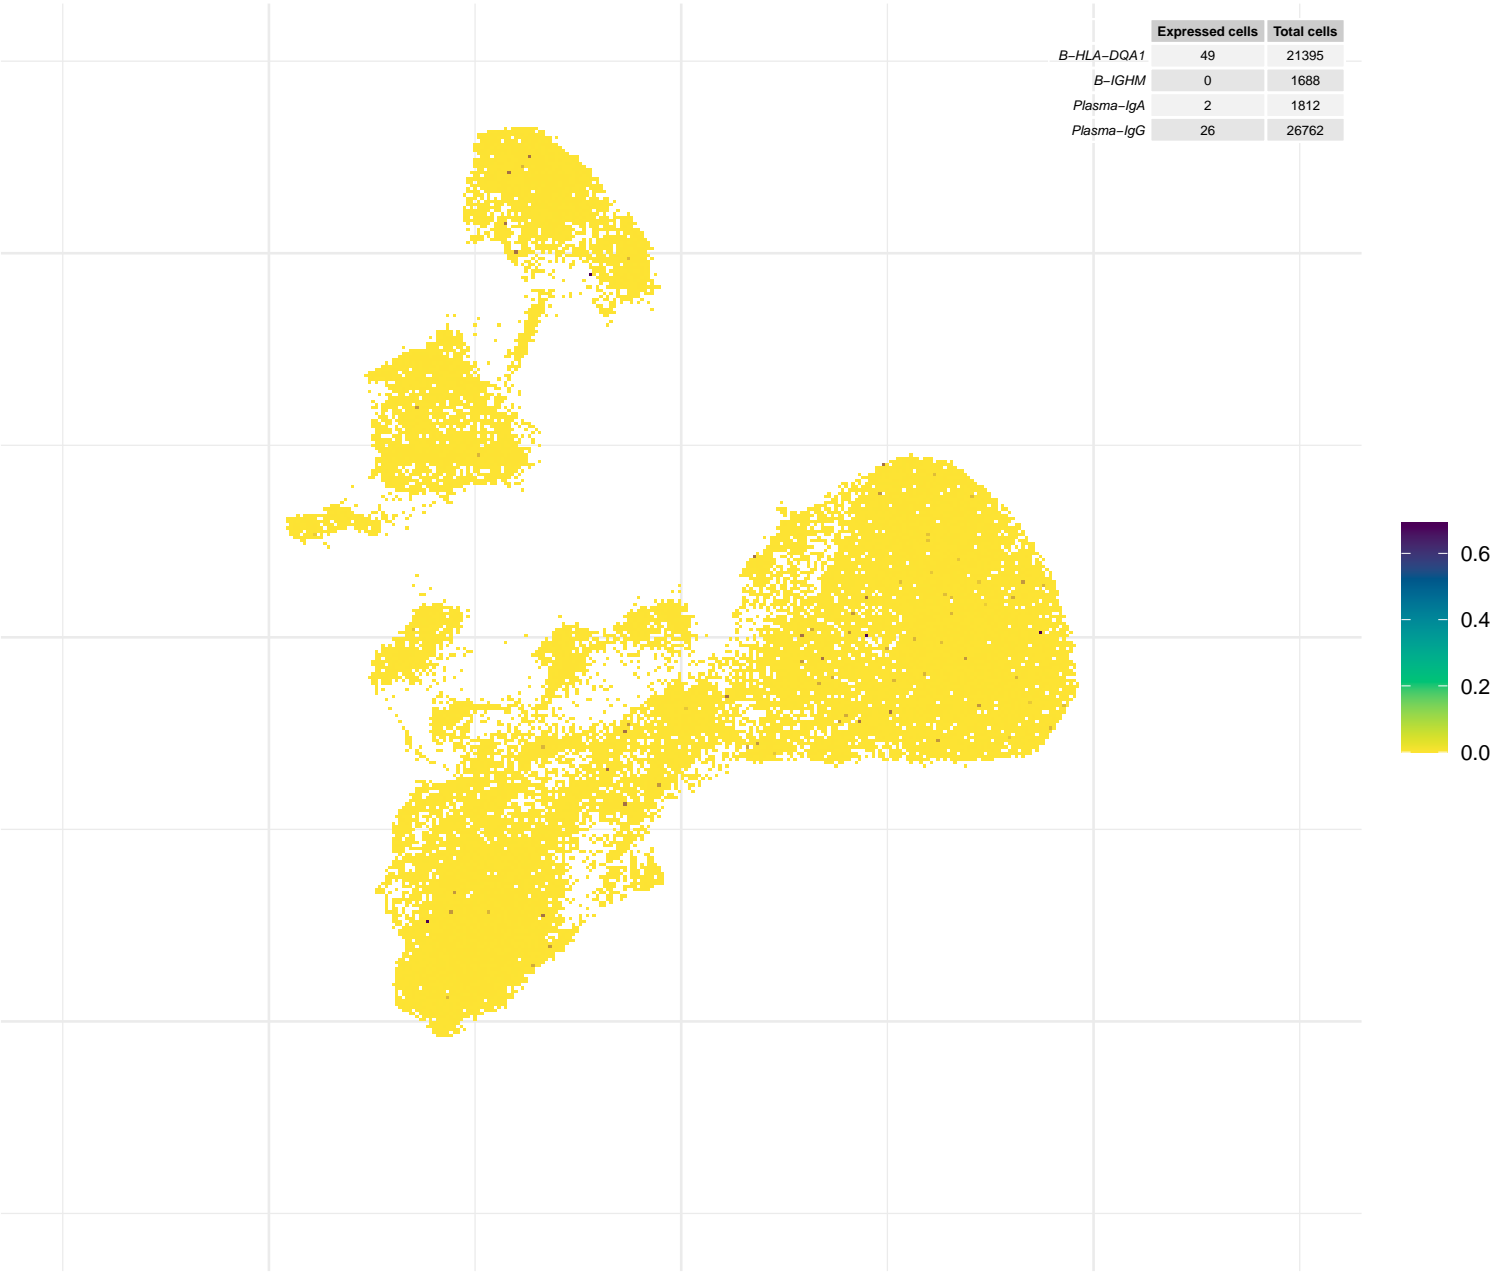 Expressed cells Total cells
B−HLA−DQA1 49 21395
B−IGHM 0 1688
Plasma−IgA 2 1812
Plasma−IgG 26 26762
0.6
0.4
0.2
0.0